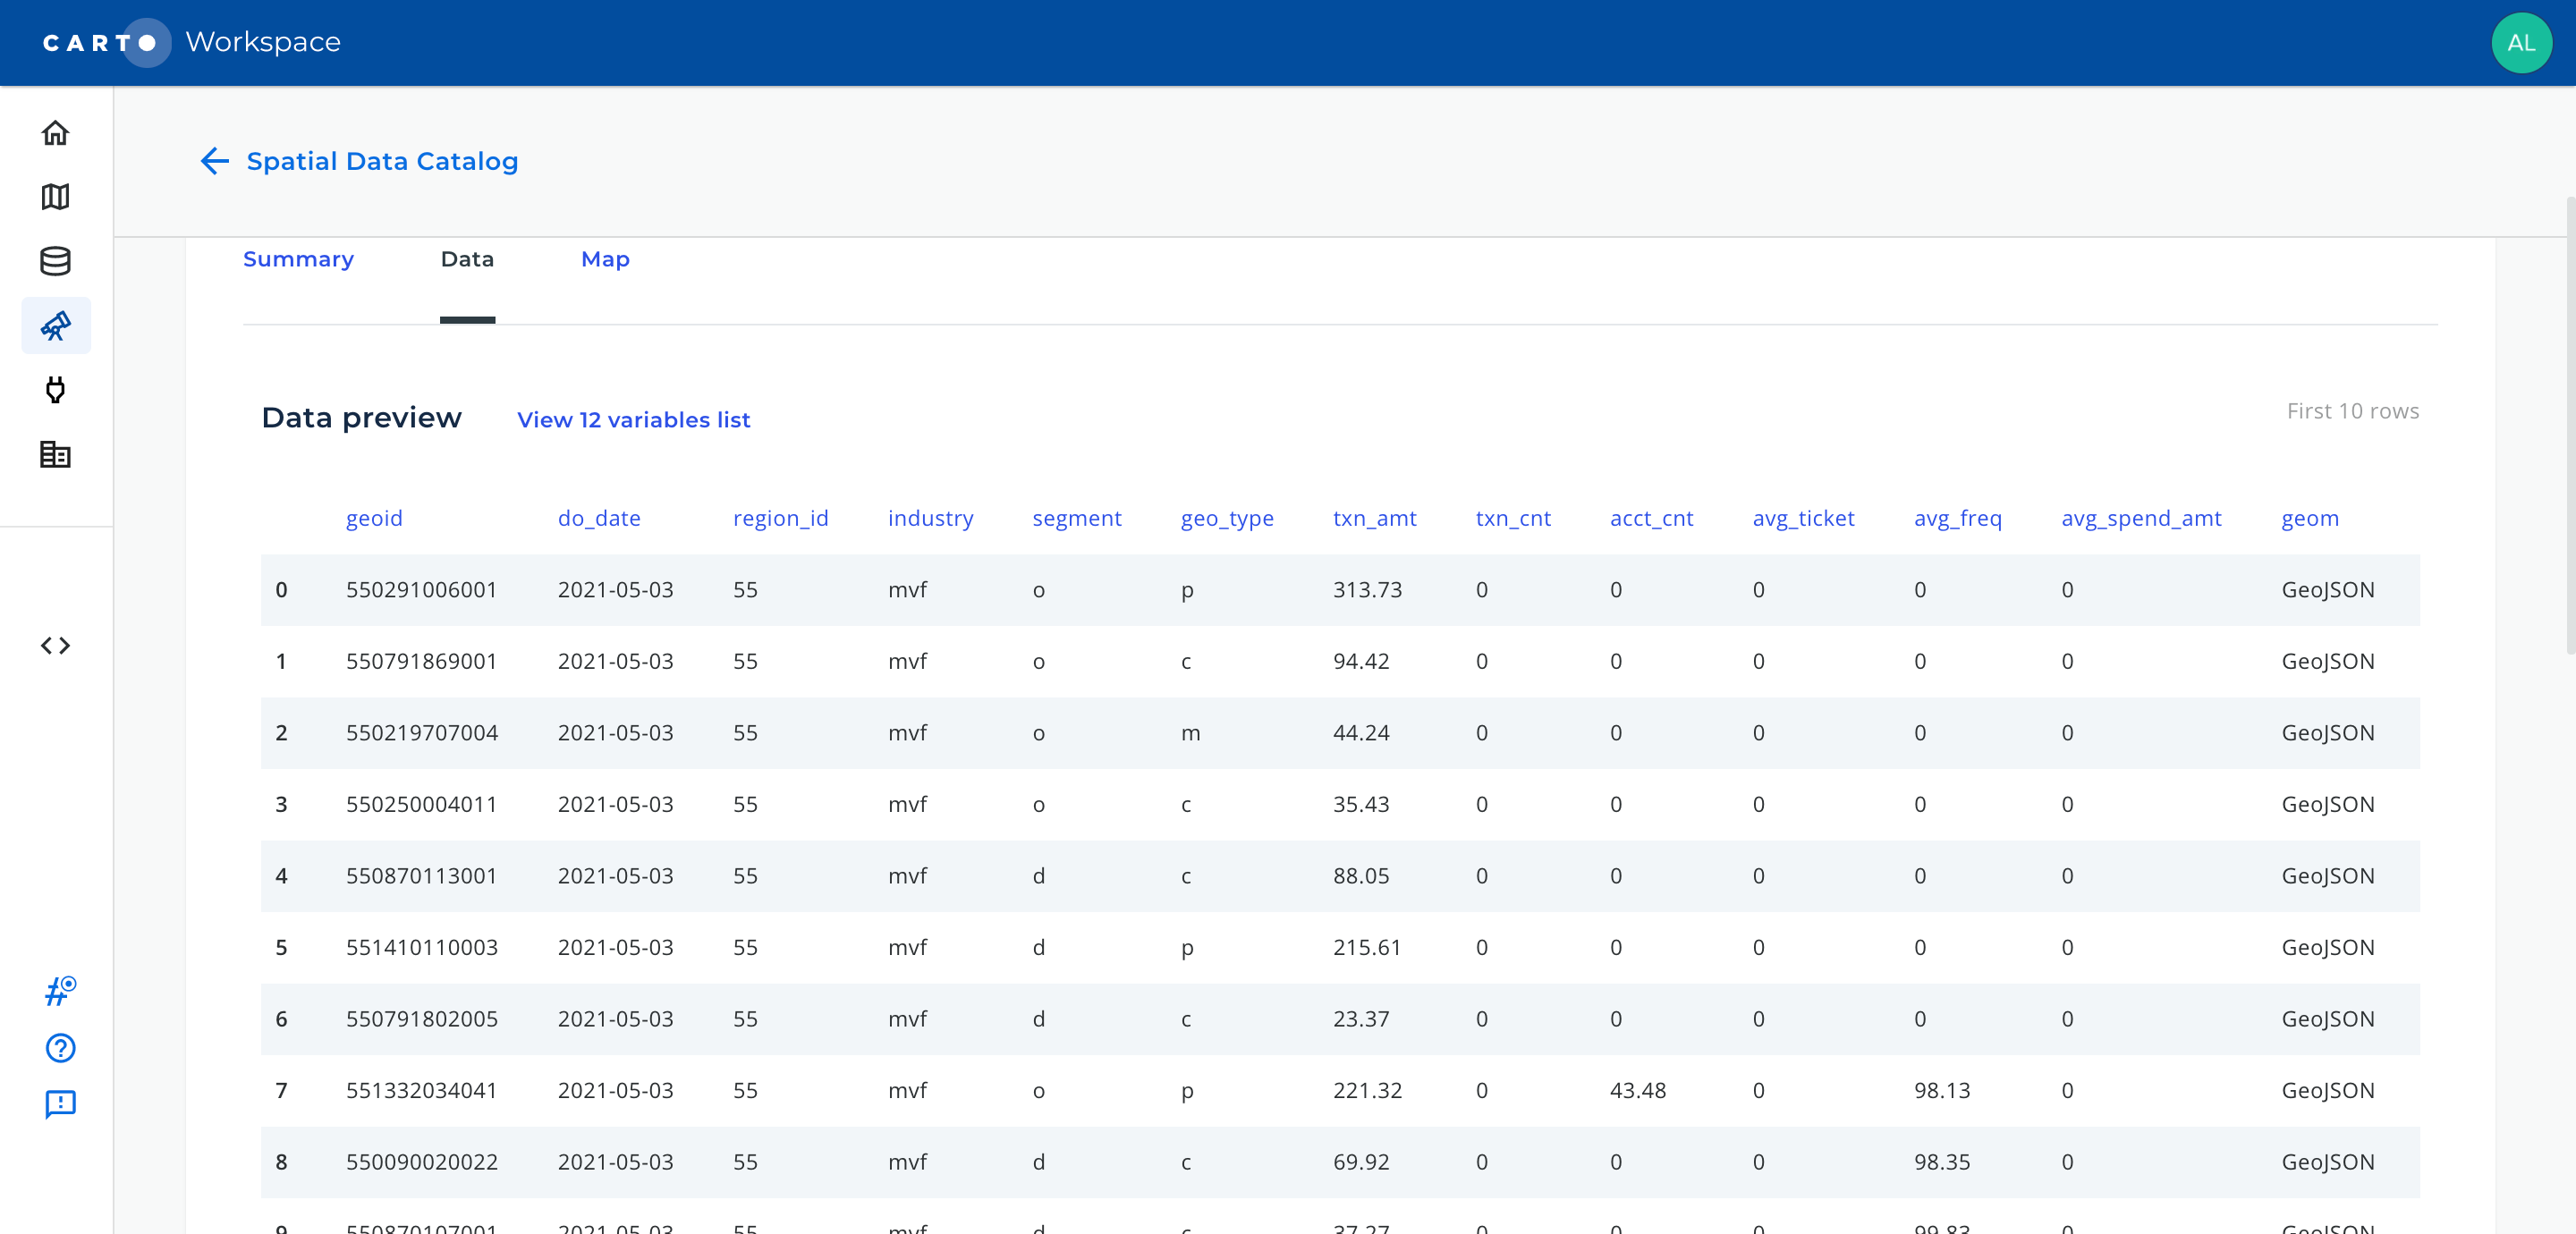 CARTO Workspace AL
Spatial Data Catalog
Summary Data Map
Data preview View 12 variables list First 10 rows
geoid do_date region_id industry segment geo_type txn_amt txn_cnt acct_cnt avg_ticket avg_freq avg_spend_amt geom
0 550291006001 2021-05-03 55 mvf o p 313.73 0 0 0 0 0 GeoJSON
1 550791869001 2021-05-03 55 mvf o c 94.42 0 0 0 0 0 GeoJSON
2 550219707004 2021-05-03 55 mvf o m 44.24 0 0 0 0 0 GeoJSON
3 550250004011 2021-05-03 55 mvf o c 35.43 0 0 0 0 0 GeoJSON
4 550870113001 2021-05-03 55 mvf d c 88.05 0 0 0 0 0 GeoJSON
5 551410110003 2021-05-03 55 mvf d p 215.61 0 0 0 0 0 GeoJSON
6 550791802005 2021-05-03 55 mvf d c 23.37 0 0 0 0 0 GeoJSON
7 551332034041 2021-05-03 55 mvf o p 221.32 0 43.48 0 98.13 0 GeoJSON
8 550090020022 2021-05-03 55 mvf d c 69.92 0 0 0 98.35 0 GeoJSON
9 550870107001 2021-05-03 55 mvf d c 37.27 0 0 0 99.83 0 GeoJSON